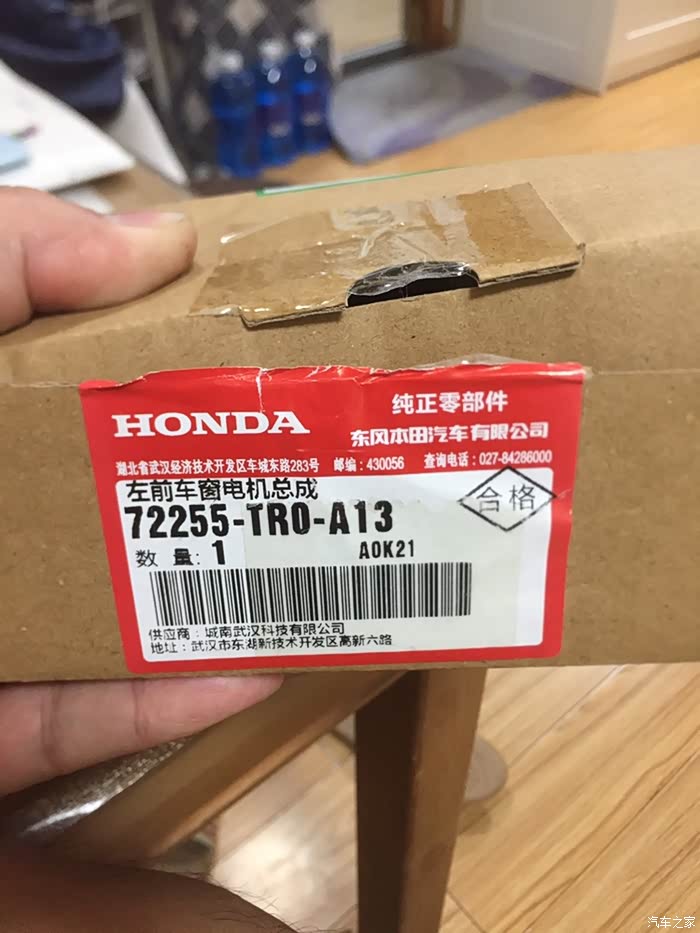 HONDA
纯正零部件
东风本田汽车有限公司
湖北省武汉经济技术开发区车城东路283号 邮编:430056 查询电话:027-84286000
左前车窗电机总成
合格
72255-TR0-A13
数 量: 1 A0K21
供应商: 城南武汉科技有限公司
地址: 武汉市东湖新技术开发区高新六路
汽车之家